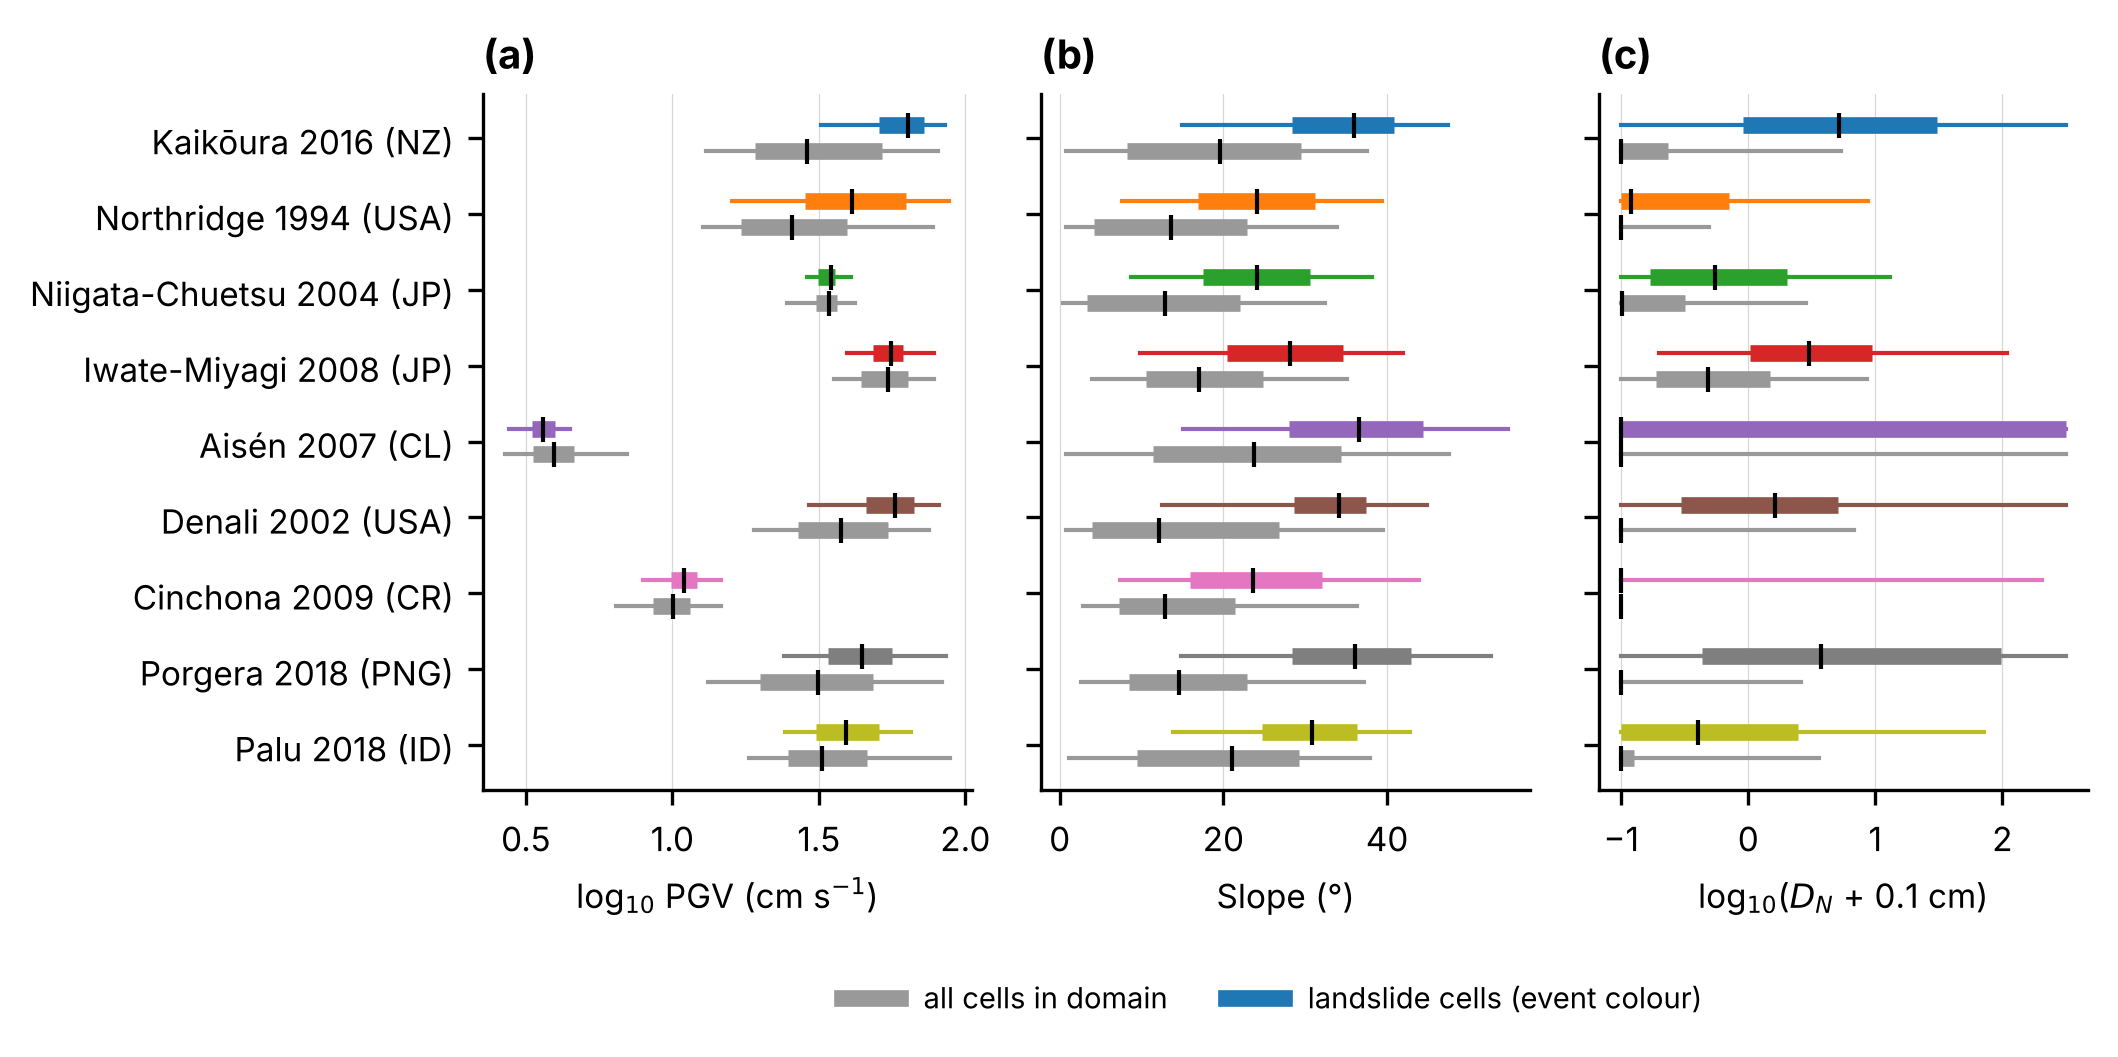 (a) (b) (c)
Kaikōura 2016 (NZ)
Northridge 1994 (USA)
Niigata-Chuetsu 2004 (JP)
Iwate-Miyagi 2008 (JP)
Aisén 2007 (CL)
Denali 2002 (USA)
Cinchona 2009 (CR)
Porgera 2018 (PNG)
Palu 2018 (ID)
0.5 1.0 1.5 2.0 0 20 40 −1 0 1 2
log₁₀ PGV (cm s⁻¹) Slope (°) log₁₀(D_N + 0.1 cm)
all cells in domain landslide cells (event colour)